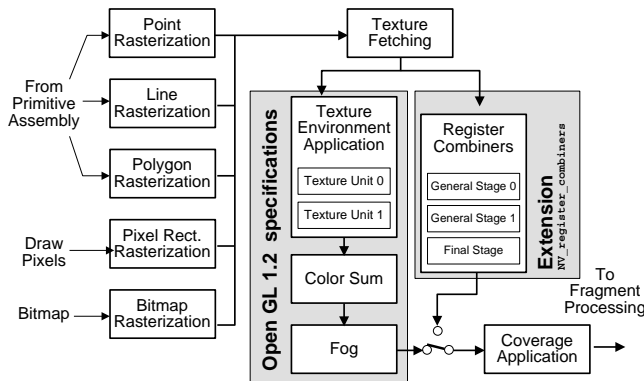 Point
Rasterization
Texture
Fetching
From
Primitive
Assembly
Line
Rasterization
Polygon
Rasterization
Draw
Pixels
Pixel Rect.
Rasterization
Bitmap
Bitmap
Rasterization
Open GL 1.2 specifications
Texture
Environment
Application
Texture Unit 0
Texture Unit 1
Color Sum
Fog
Register
Combiners
General Stage 0
General Stage 1
Final Stage
Extension
NV_register_combiners
To
Fragment
Processing
Coverage
Application